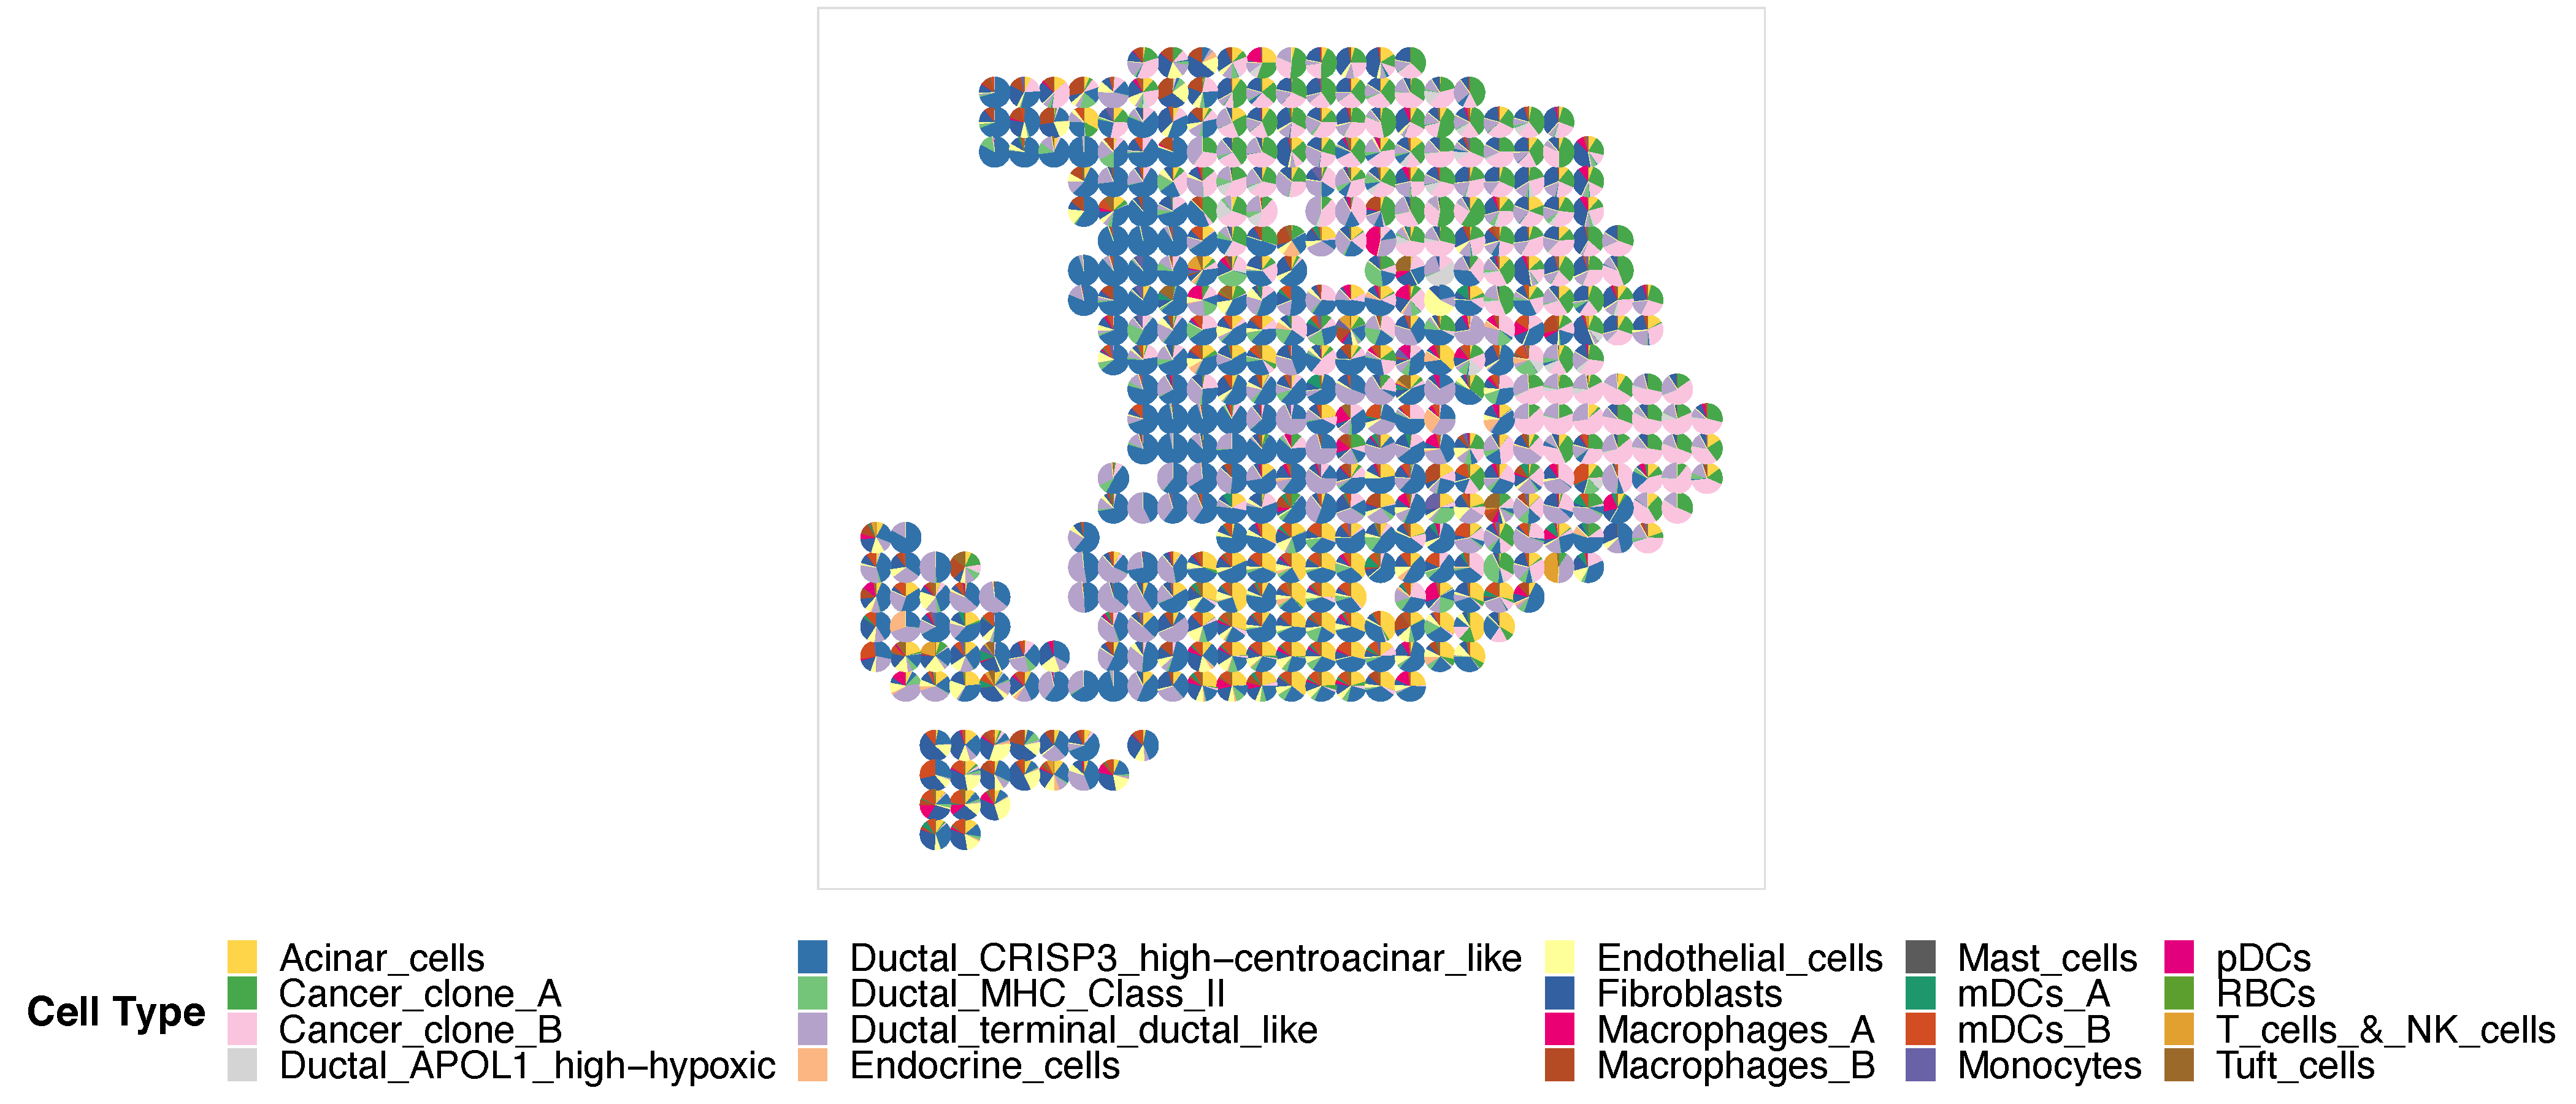 Cell Type
Acinar_cells
Cancer_clone_A
Cancer_clone_B
Ductal_APOL1_high−hypoxic
Ductal_CRISP3_high−centroacinar_like
Ductal_MHC_Class_II
Ductal_terminal_ductal_like
Endocrine_cells
Endothelial_cells
Fibroblasts
Macrophages_A
Macrophages_B
Mast_cells
mDCs_A
mDCs_B
Monocytes
pDCs
RBCs
T_cells_&_NK_cells
Tuft_cells